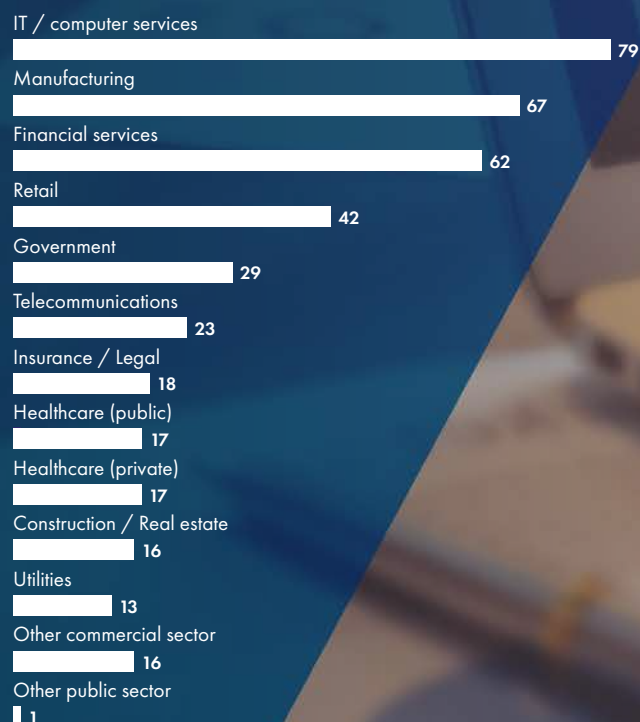 IT / computer services
79
Manufacturing
67
Financial services
62
Retail
42
Government
29
Telecommunications
23
Insurance / Legal
18
Healthcare (public)
17
Healthcare (private)
17
Construction / Real estate
16
Utilities
13
Other commercial sector
16
Other public sector
1